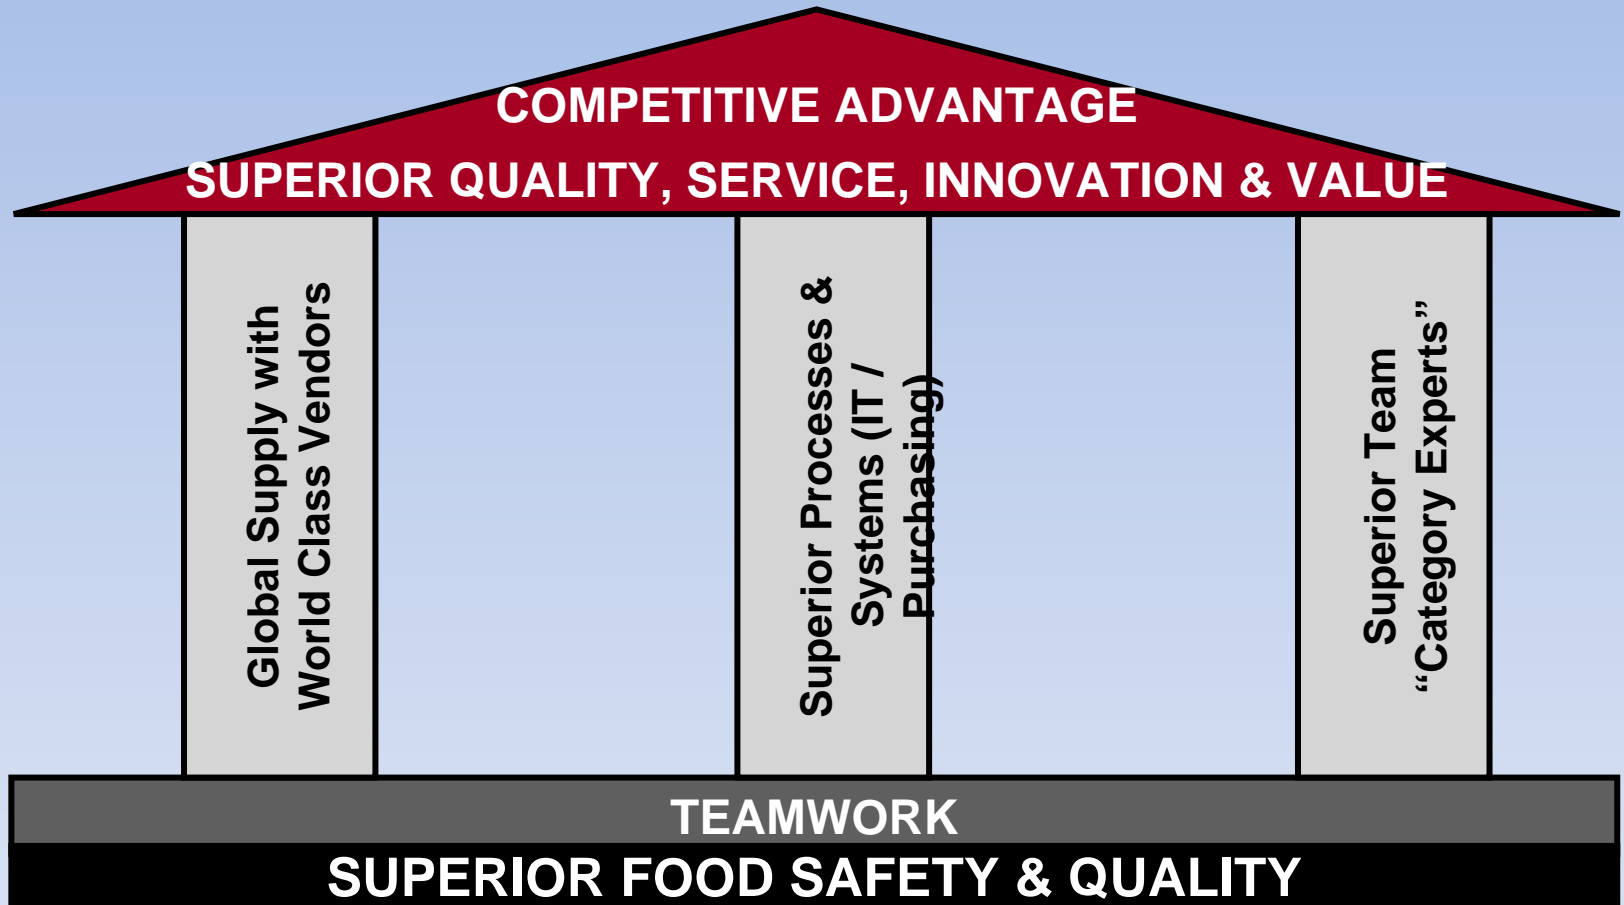 COMPETITIVE ADVANTAGE
SUPERIOR QUALITY, SERVICE, INNOVATION & VALUE
Global Supply with
World Class Vendors
Superior Processes &
Systems (IT /
Purchasing)
Superior Team
“Category Experts”
TEAMWORK
SUPERIOR FOOD SAFETY & QUALITY